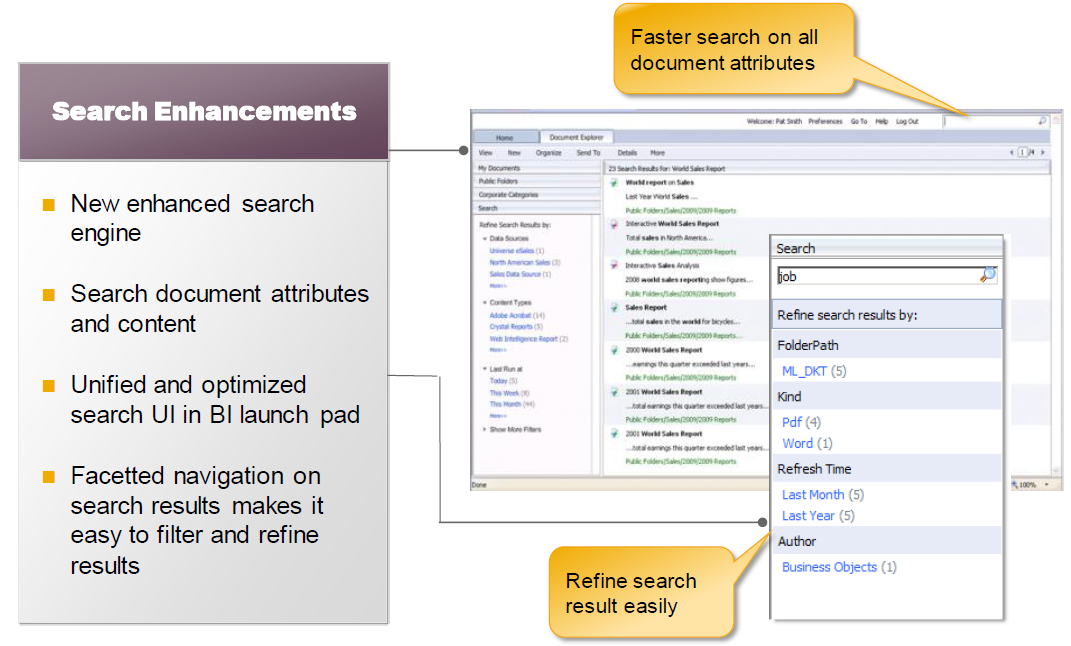 Faster search on all
document attributes
Search Enhancements
New enhanced search
engine
Search document attributes
and content
Unified and optimized
search UI in BI launch pad
Facetted navigation on
search results makes it
easy to filter and refine
results
Welcome: Pat Smith Preferences Go To Help Log Out
Home Document Explorer
View New Organize Send To Details More 1
My Documents
Public Folders
Corporate Categories
Search
Refine Search Results by:
Data Sources
Universe eSales (1)
North American Sales (3)
Sales Data Source (1)
More>>
Content Types
Adobe Acrobat (14)
Crystal Reports (5)
Web Intelligence Report (2)
More>>
Last Run at
Today (5)
This Week (8)
This Month (44)
More>>
Show More Filters
23 Search Results for: World Sales Report
World report on Sales
Last Year World Sales ...
Public Folders/Sales/2009/2009 Reports
Interactive World Sales Report
Total sales in North America...
Public Folders/Sales/2009/2009 Reports
Interactive Sales Analysis
2008 world sales reporting show figures...
Public Folders/Sales/2009/2009 Reports
Sales Report
...total sales in the world for bicycles...
Public Folders/Sales/2009/2009 Reports...
2000 World Sales Report
...earnings this quarter exceeded last years...
Public Folders/Sales/2009/2009 Reports
2001 World Sales Report
...total earnings this quarter exceeded last years...
Public Folders/Sales/2009/2009 Reports
2001 World Sales Report
...total earnings this quarter exceeded last years...
Public Folders/Sales/2009/2009 Reports
Done
100%
Search
job
Refine search results by:
FolderPath
ML_DKT (5)
Kind
Pdf (4)
Word (1)
Refresh Time
Last Month (5)
Last Year (5)
Author
Business Objects (1)
Refine search
result easily